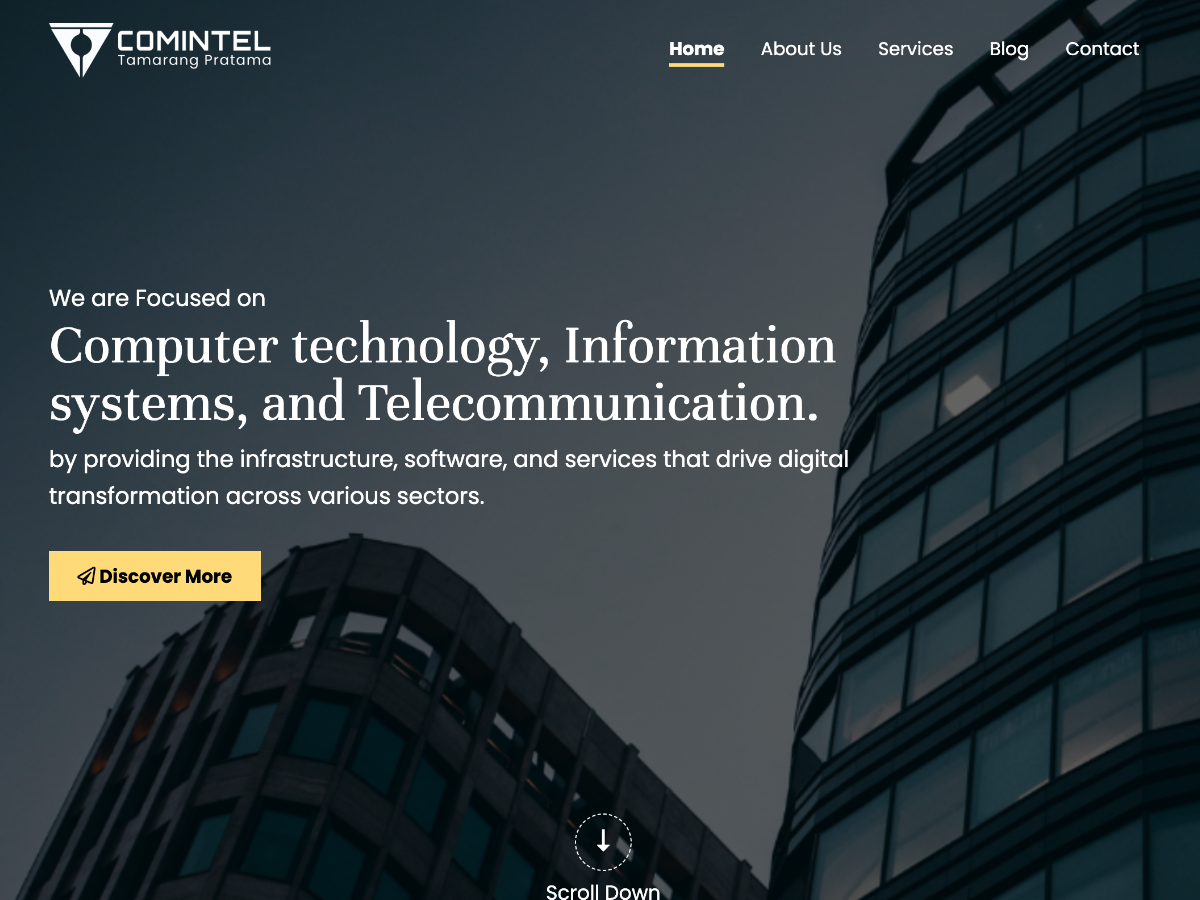 COMINTEL
Tamarang Pratama
Home About Us Services Blog Contact
We are Focused on
Computer technology, Information
systems, and Telecommunication.
by providing the infrastructure, software, and services that drive digital
transformation across various sectors.
Discover More
Scroll Down